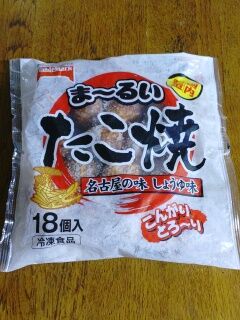 ま～るい
たこ焼
名古屋の味 しょうゆ味
こんがり
とろ～り
18個入
冷凍食品